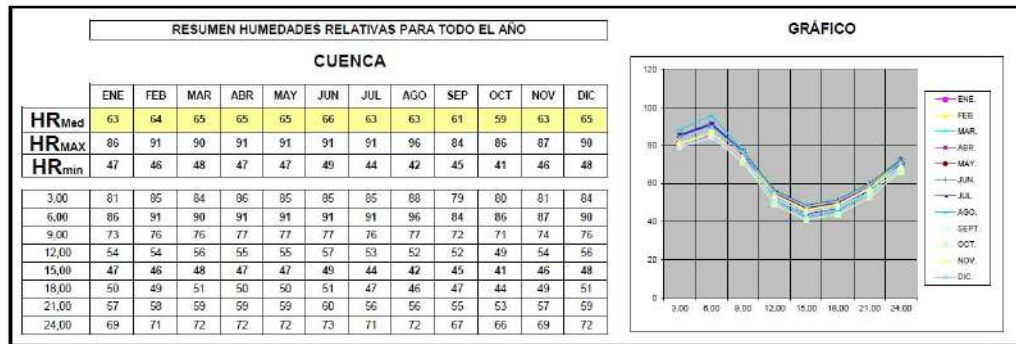 RESUMEN HUMEDADES RELATIVAS PARA TODO EL AÑO
CUENCA
ENE FEB MAR ABR MAY JUN JUL AGO SEP OCT NOV DIC
HRMed 63 64 65 65 65 66 63 63 61 59 63 65
HRMAX 86 91 90 91 91 91 91 96 84 86 87 90
HRmin 47 46 48 47 47 49 44 42 45 41 46 48
3,00 81 85 84 86 85 85 85 88 79 80 81 84
6,00 86 91 90 91 91 91 91 96 84 86 87 90
9,00 73 76 76 77 77 77 76 77 72 71 74 76
12,00 54 54 56 55 55 57 53 52 52 49 54 56
15,00 47 46 48 47 47 49 44 42 45 41 46 48
18,00 50 49 51 50 50 51 47 46 47 44 49 51
21,00 57 58 59 59 59 60 56 56 55 53 57 59
24,00 69 71 72 72 72 73 71 72 67 66 69 72
GRÁFICO
120
100
80
60
40
20
0
3,00 6,00 9,00 12,00 15,00 18,00 21,00 24,00
ENE.
FEB.
MAR.
ABR.
MAY.
JUN.
JUL.
AGO.
SEPT.
OCT.
NOV.
DIC.